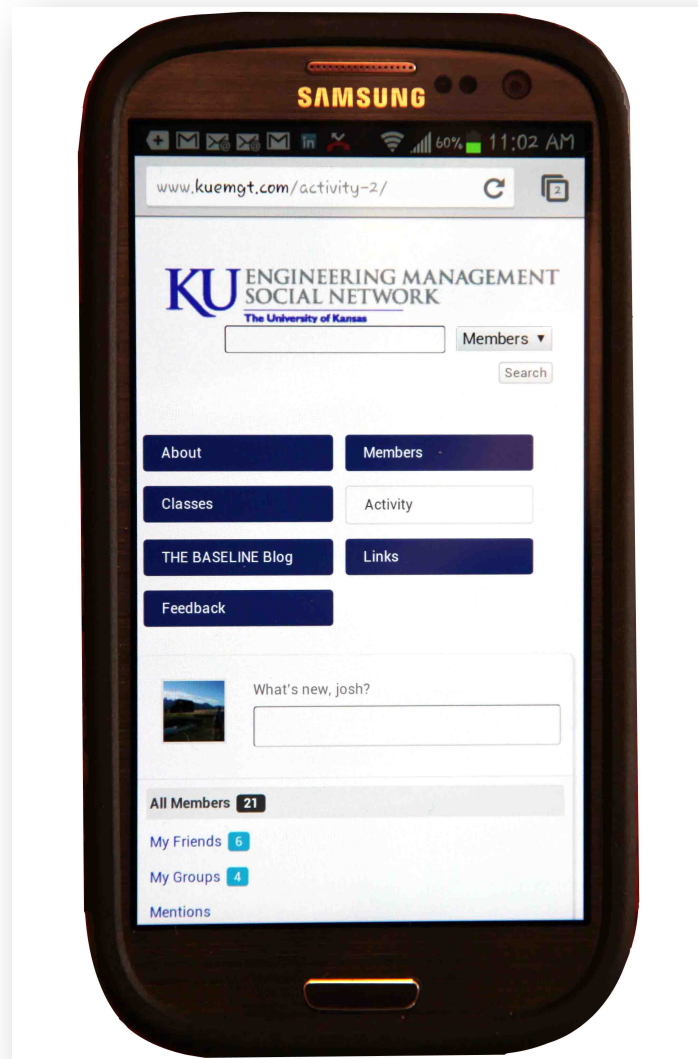 SAMSUNG
in 60% 11:02 AM
www.kuemgt.com/activity-2/ 2
KU ENGINEERING MANAGEMENT
SOCIAL NETWORK
The University of Kansas
Members ▼
Search
About Members
Classes Activity
THE BASELINE Blog Links
Feedback
What's new, josh?
All Members 21
My Friends 6
My Groups 4
Mentions